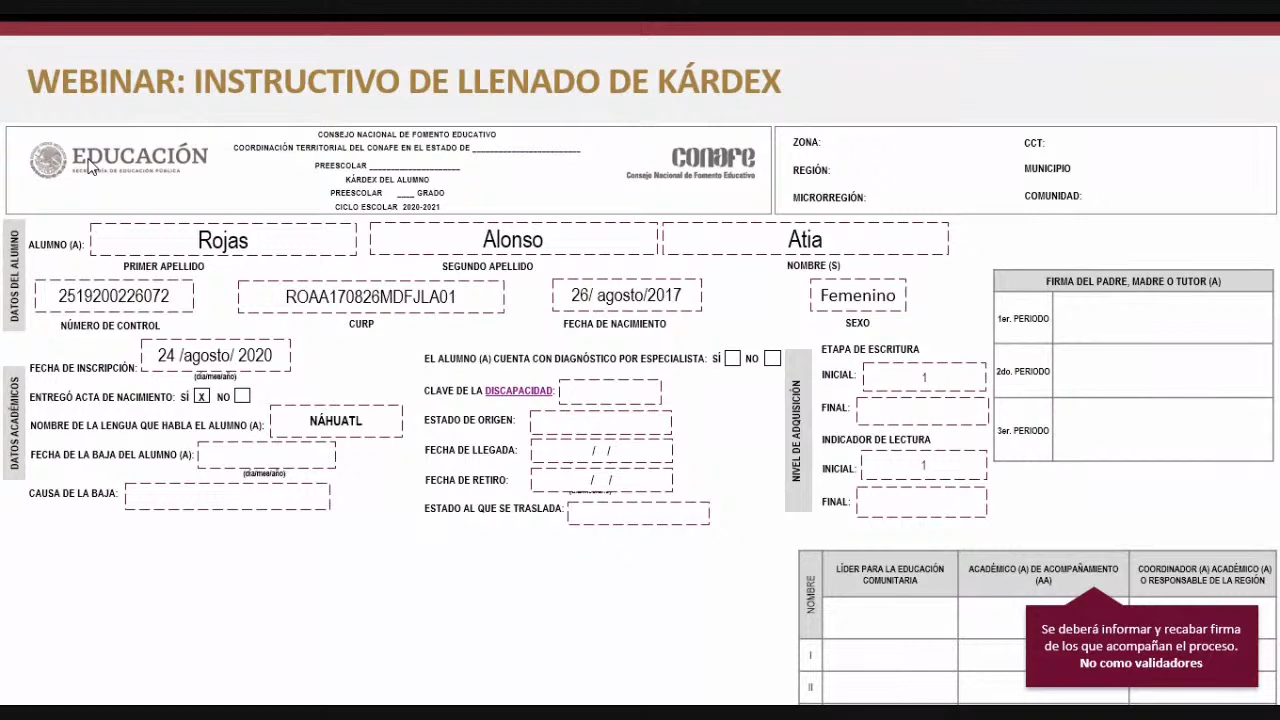 WEBINAR: INSTRUCTIVO DE LLENADO DE KÁRDEX
EDUCACIÓN
SECRETARÍA DE EDUCACIÓN PÚBLICA
CONSEJO NACIONAL DE FOMENTO EDUCATIVO
COORDINACIÓN TERRITORIAL DEL CONAFE EN EL ESTADO DE ____________________
PREESCOLAR ____________________
KÁRDEX DEL ALUMNO
PREESCOLAR ____ GRADO
CICLO ESCOLAR 2020-2021
conafe
Consejo Nacional de Fomento Educativo
ZONA:
CCT:
REGIÓN:
MUNICIPIO
MICRORREGIÓN:
COMUNIDAD:
DATOS DEL ALUMNO
ALUMNO (A): Rojas Alonso Atia
PRIMER APELLIDO SEGUNDO APELLIDO NOMBRE (S)
2519200226072 ROAA170826MDFJLA01 26/ agosto/2017 Femenino
NÚMERO DE CONTROL CURP FECHA DE NACIMIENTO SEXO
FIRMA DEL PADRE, MADRE O TUTOR (A)
1er. PERIODO
2do. PERIODO
3er. PERIODO
DATOS ACADÉMICOS
FECHA DE INSCRIPCIÓN: 24 /agosto/ 2020
(día/mes/año)
ENTREGÓ ACTA DE NACIMIENTO: SÍ X NO
NOMBRE DE LA LENGUA QUE HABLA EL ALUMNO (A): NÁHUATL
FECHA DE LA BAJA DEL ALUMNO (A):
(día/mes/año)
CAUSA DE LA BAJA:
EL ALUMNO (A) CUENTA CON DIAGNÓSTICO POR ESPECIALISTA: SÍ NO
CLAVE DE LA DISCAPACIDAD:
ESTADO DE ORIGEN:
FECHA DE LLEGADA: / /
FECHA DE RETIRO: / /
ESTADO AL QUE SE TRASLADA:
NIVEL DE ADQUISICIÓN
ETAPA DE ESCRITURA
INICIAL: 1
FINAL:
INDICADOR DE LECTURA
INICIAL: 1
FINAL:
NOMBRE
LÍDER PARA LA EDUCACIÓN
COMUNITARIA
ACADÉMICO (A) DE ACOMPAÑAMIENTO
(AA)
COORDINADOR (A) ACADÉMICO (A)
O RESPONSABLE DE LA REGIÓN
I
II
Se deberá informar y recabar firma
de los que acompañan el proceso.
No como validadores